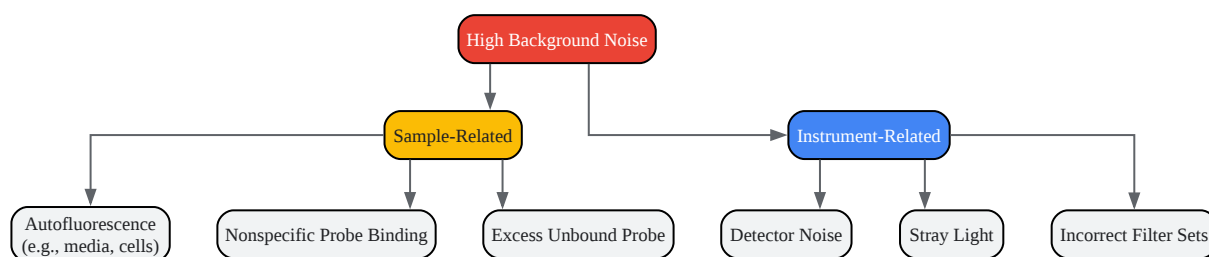 High Background Noise
Sample-Related
Instrument-Related
Autofluorescence
(e.g., media, cells)
Nonspecific Probe Binding
Excess Unbound Probe
Detector Noise
Stray Light
Incorrect Filter Sets